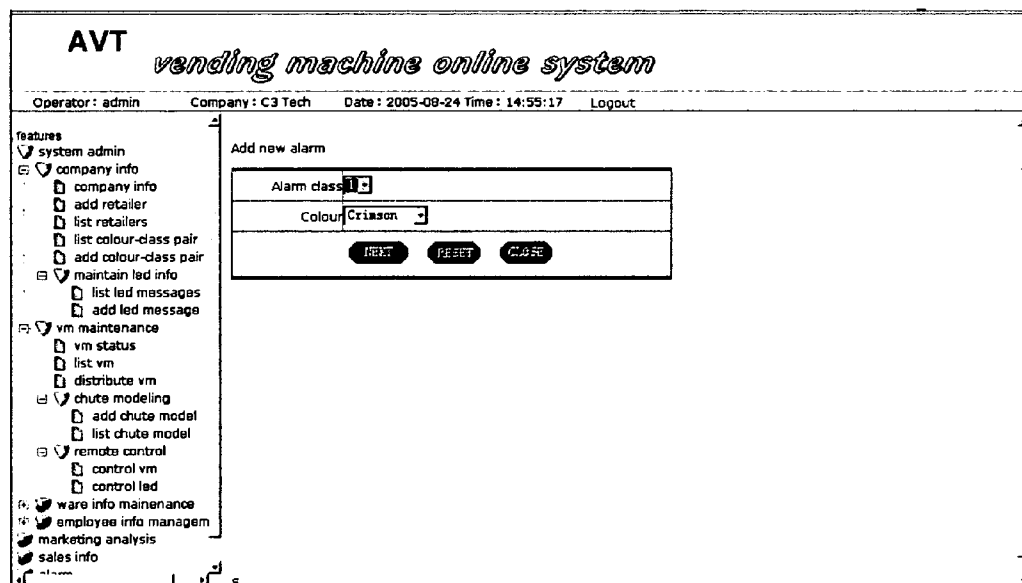 AVT
vending machine online system
Operator : admin Company : C3 Tech Date : 2005-08-24 Time : 14:55:17 Logout
features
system admin
company info
company info
add retailer
list retailers
list colour-class pair
add colour-class pair
maintain led info
list led messages
add led message
vm maintenance
vm status
list vm
distribute vm
chute modeling
add chute model
list chute model
remote control
control vm
control led
ware info mainenance
employee info managem
marketing analysis
sales info
alarm
Add new alarm
Alarm class 1
Colour Crimson
NEXT RESET CLOSE